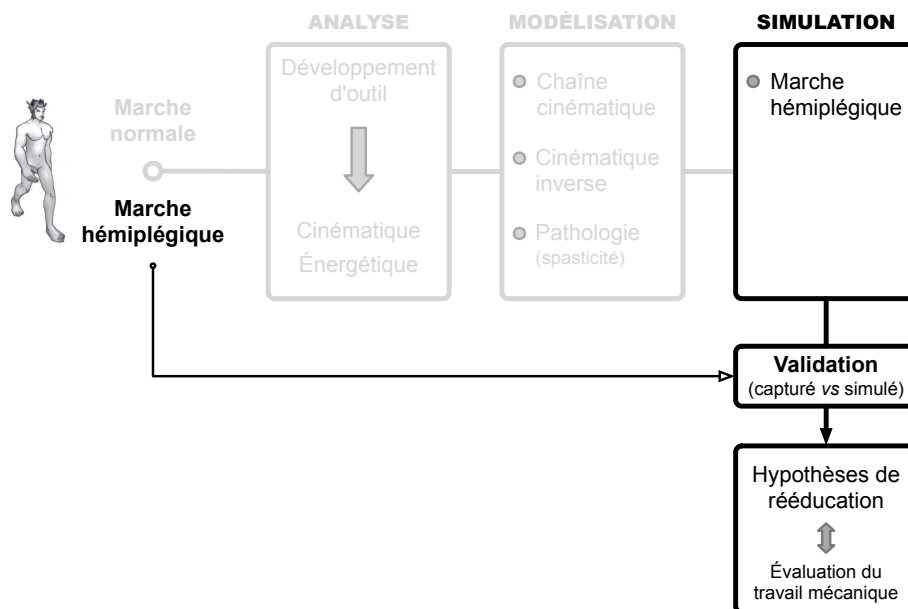 ANALYSE
MODÉLISATION
SIMULATION
Marche
normale
Marche
hémiplégique
Développement
d'outil
Cinématique
Énergétique
Chaîne
cinématique
Cinématique
inverse
Pathologie
(spasticité)
Marche
hémiplégique
Validation
(capturé vs simulé)
Hypothèses de
rééducation
Évaluation du
travail mécanique